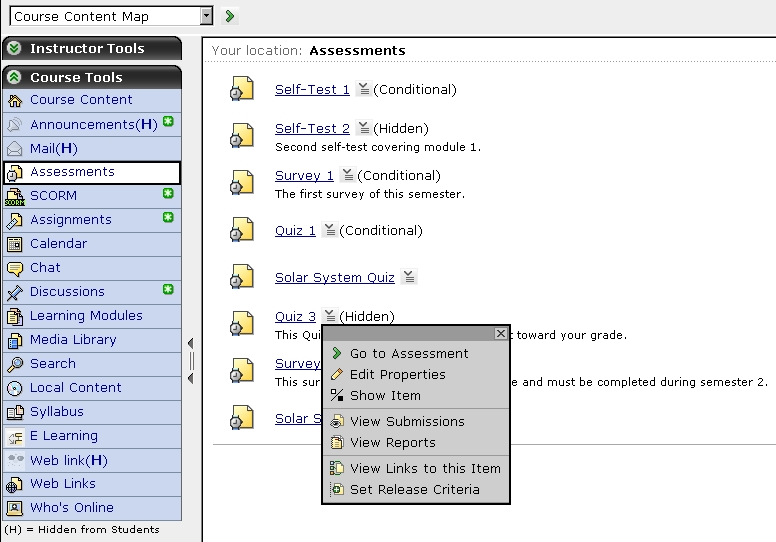 Course Content Map
Instructor Tools
Course Tools
Course Content
Announcements(H)
Mail(H)
Assessments
SCORM
SCORM
Assignments
Calendar
Chat
Discussions
Learning Modules
Media Library
Search
Local Content
Syllabus
E Learning
Web link(H)
Web Links
Who's Online
(H) = Hidden from Students
Your location: Assessments
Self-Test 1 (Conditional)
Self-Test 2 (Hidden)
Second self-test covering module 1.
Survey 1 (Conditional)
The first survey of this semester.
Quiz 1 (Conditional)
Solar System Quiz
Quiz 3 (Hidden)
This Qui t toward your grade.
Survey
This sur e and must be completed during semester 2.
Solar S
Go to Assessment
Edit Properties
Show Item
View Submissions
View Reports
View Links to this Item
Set Release Criteria